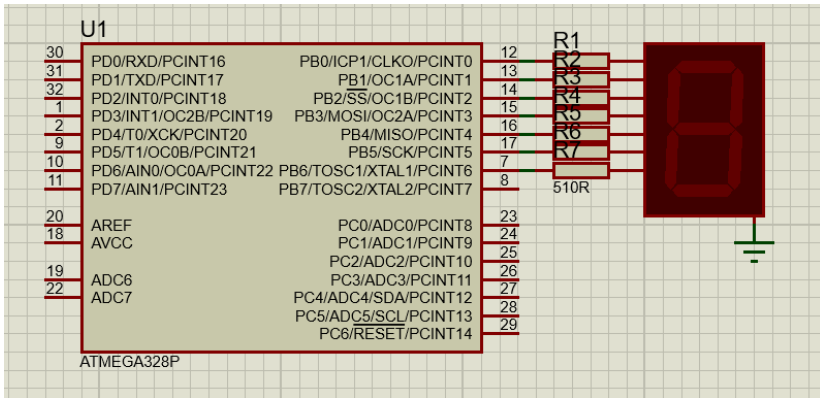 U1
30 PD0/RXD/PCINT16 PB0/ICP1/CLKO/PCINT0 12
31 PD1/TXD/PCINT17 PB1/OC1A/PCINT1 13
32 PD2/INT0/PCINT18 PB2/SS/OC1B/PCINT2 14
1 PD3/INT1/OC2B/PCINT19 PB3/MOSI/OC2A/PCINT3 15
2 PD4/T0/XCK/PCINT20 PB4/MISO/PCINT4 16
9 PD5/T1/OC0B/PCINT21 PB5/SCK/PCINT5 17
10 PD6/AIN0/OC0A/PCINT22 PB6/TOSC1/XTAL1/PCINT6 7
11 PD7/AIN1/PCINT23 PB7/TOSC2/XTAL2/PCINT7 8
20 AREF PC0/ADC0/PCINT8 23
18 AVCC PC1/ADC1/PCINT9 24
PC2/ADC2/PCINT10 25
19 ADC6 PC3/ADC3/PCINT11 26
22 ADC7 PC4/ADC4/SDA/PCINT12 27
PC5/ADC5/SCL/PCINT13 28
PC6/RESET/PCINT14 29
ATMEGA328P
R1
R2
R3
R4
R5
R6
R7
510R